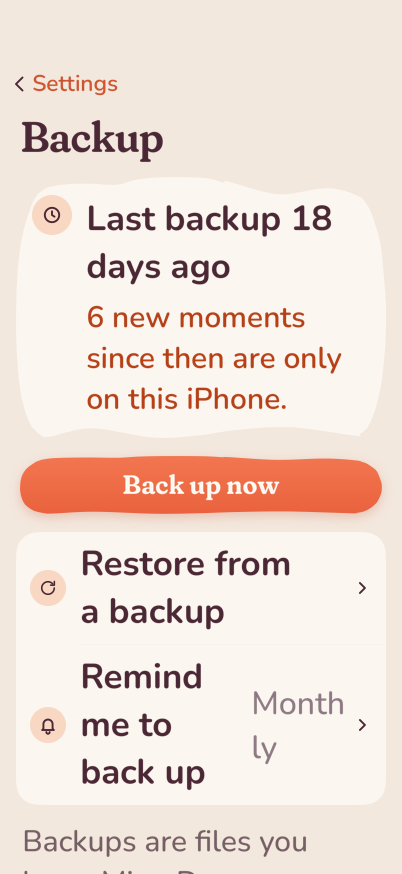 Settings
Backup
Last backup 18
days ago
6 new moments
since then are only
on this iPhone.
Back up now
Restore from
a backup
Remind
me to
back up
Month
ly
Backups are files you